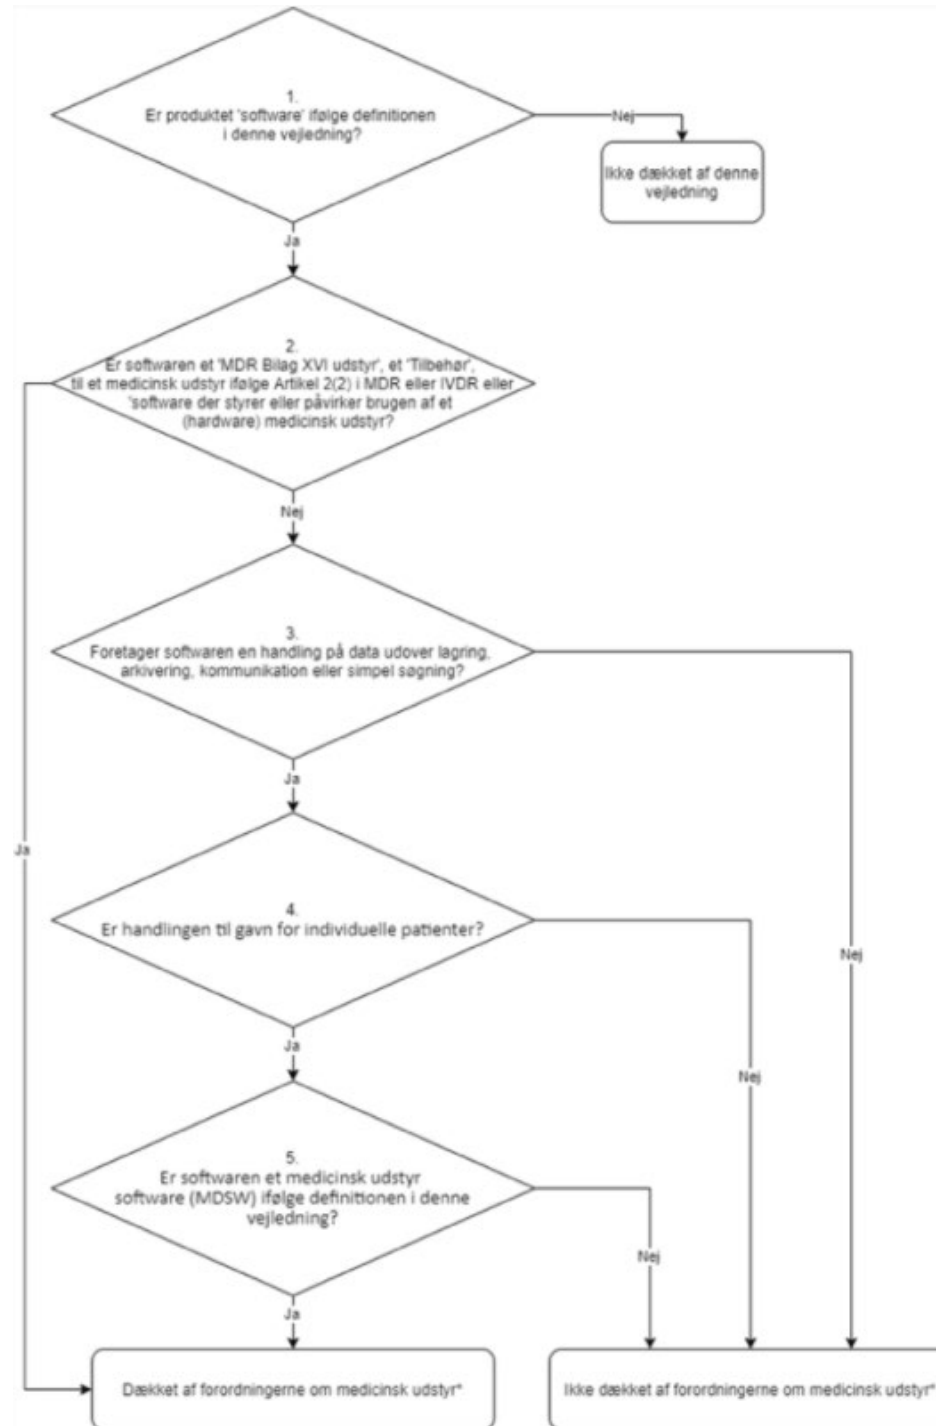 1.
Er produktet 'software' ifølge definitionen
i denne vejledning?
Nej
Ikke dækket af denne
vejledning
Ja
2.
Er softwaren et 'MDR Bilag XVI udstyr', et 'Tilbehør',
til et medicinsk udstyr ifølge Artikel 2(2) i MDR eller IVDR eller
'software der styrer eller påvirker brugen af et
(hardware) medicinsk udstyr?
Nej
3.
Foretager softwaren en handling på data udover lagring,
arkivering, kommunikation eller simpel søgning?
Ja
Ja
4.
Er handlingen til gavn for individuelle patienter?
Nej
Ja
Nej
5.
Er softwaren et medicinsk udstyr
software (MDSW) ifølge definitionen i denne
vejledning?
Nej
Ja
Dækket af forordningerne om medicinsk udstyr*
Ikke dækket af forordningerne om medicinsk udstyr*